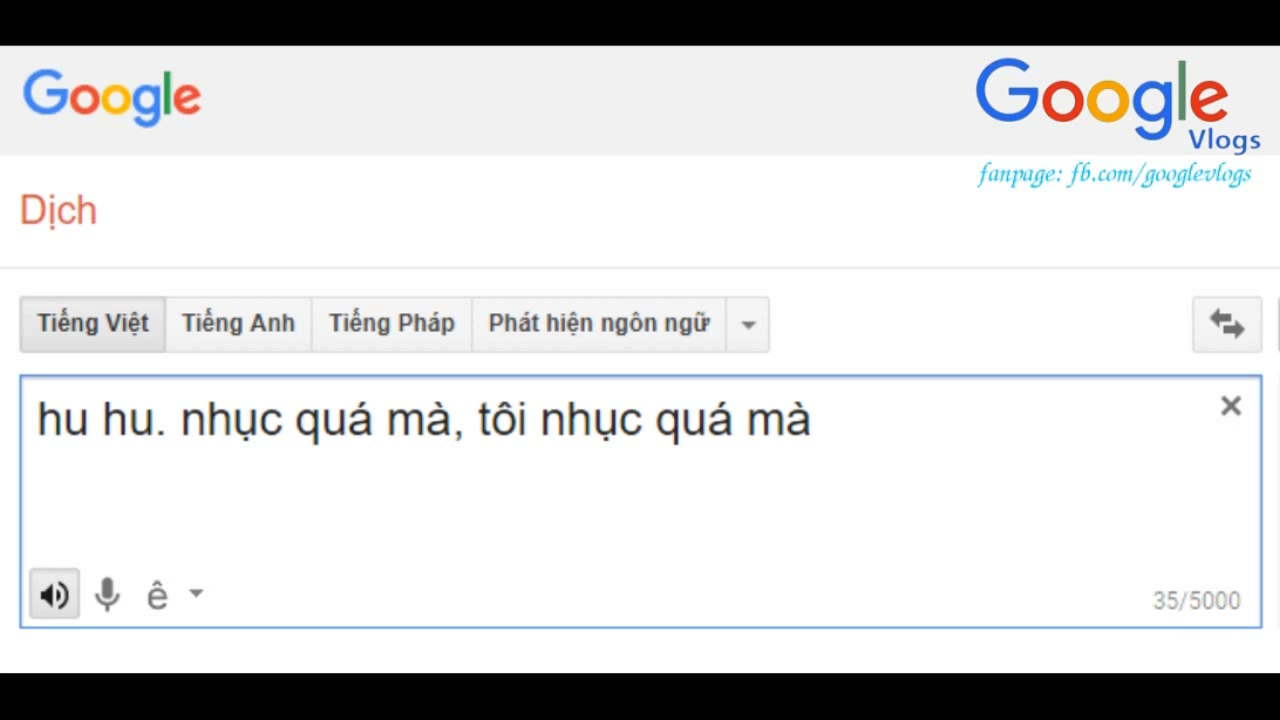 Google
Google
Vlogs
fanpage: fb.com/googlevlogs
Dịch
Tiếng Việt Tiếng Anh Tiếng Pháp Phát hiện ngôn ngữ
hu hu. nhục quá mà, tôi nhục quá mà
ê
35/5000